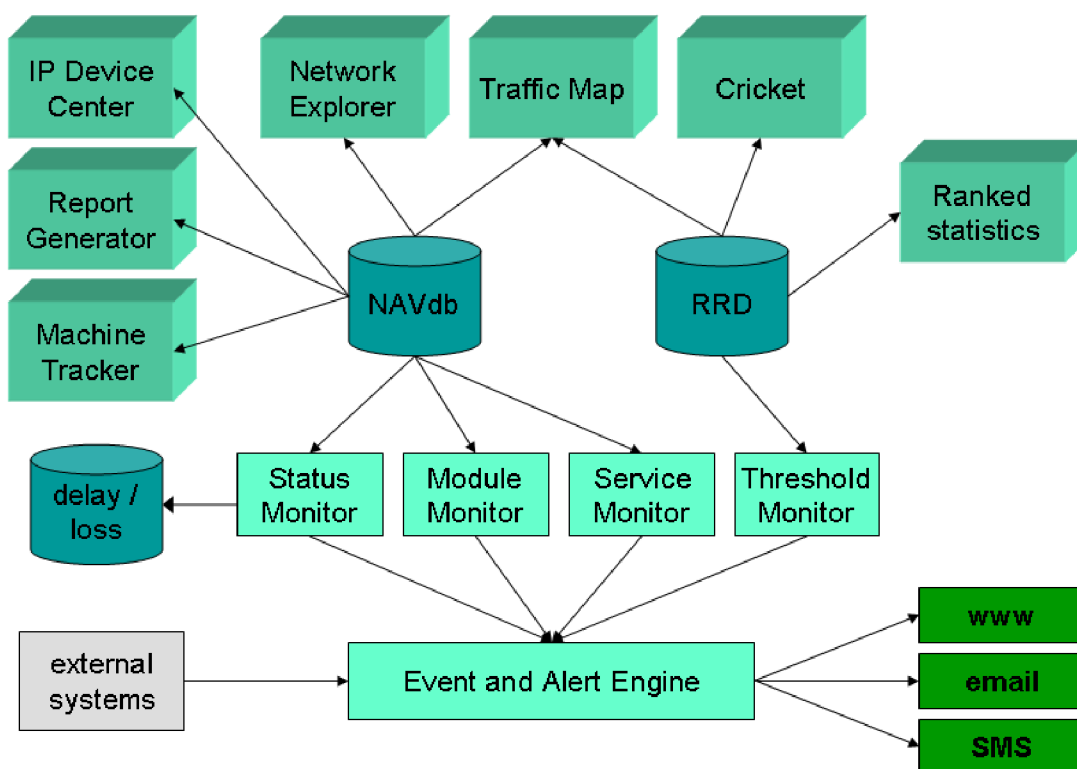 IP Device
Center
Network
Explorer
Traffic Map
Cricket
Report
Generator
Ranked
statistics
Machine
Tracker
NAVdb
RRD
delay /
loss
Status
Monitor
Module
Monitor
Service
Monitor
Threshold
Monitor
external
systems
Event and Alert Engine
www
email
SMS